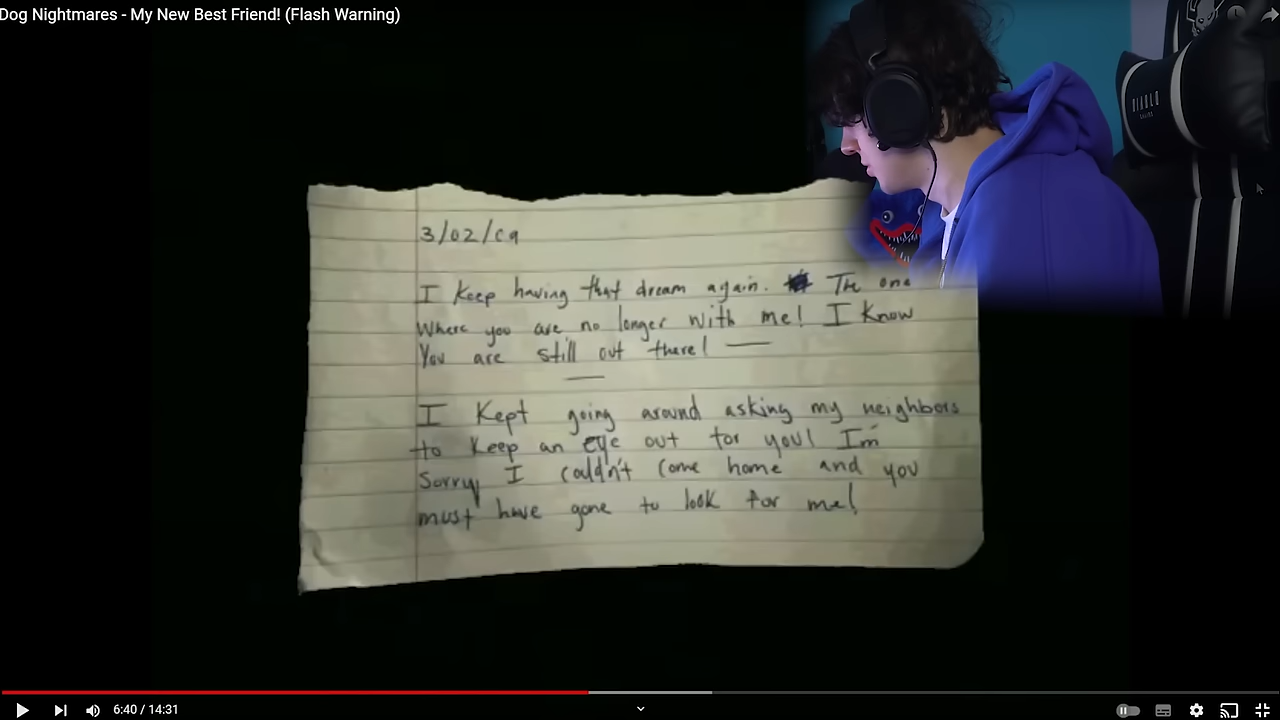 Dog Nightmares - My New Best Friend! (Flash Warning)
DIABLO
3/02/09
I keep having that dream again. The one
Where you are no longer with me! I know
You are still out there!
I kept going around asking my neighbors
to keep an eye out for you! I'm
Sorry, I couldn't come home and you
must have gone to look for me!
6:40 / 14:31